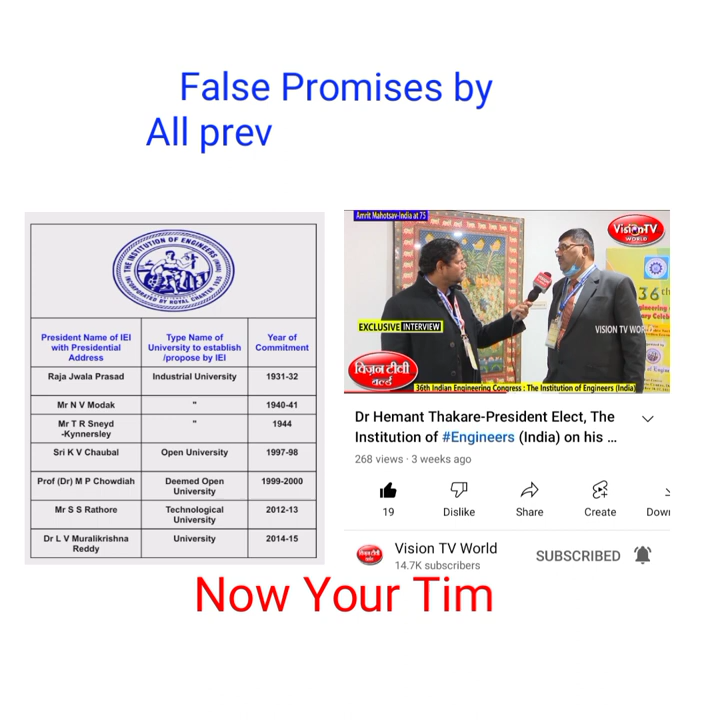 False Promises by
All prev
THE INSTITUTION OF ENGINEERS (INDIA)
INCORPORATED BY ROYAL CHARTER 1935
President Name of IEI
with Presidential
Address
Type Name of
University to establish
/propose by IEI
Year of
Commitment
Raja Jwala Prasad Industrial University 1931-32
Mr N V Modak " 1940-41
Mr T R Sneyd
-Kynnersley
" 1944
Sri K V Chaubal Open University 1997-98
Prof (Dr) M P Chowdiah Deemed Open
University
1999-2000
Mr S S Rathore Technological
University
2012-13
Dr L V Muralikrishna
Reddy
University 2014-15
Amrit Mahotsav-India at 75
VisionTV
WORLD
36th
VISION TV WOR
EXCLUSIVE INTERVIEW
विज़न टीवी
वर्ल्ड
36th Indian Engineering Congress : The Institution of Engineers (India)
Dr Hemant Thakare-President Elect, The
Institution of #Engineers (India) on his ...
268 views · 3 weeks ago
19 Dislike Share Create Down
Vision TV World
14.7K subscribers
SUBSCRIBED
Now Your Tim